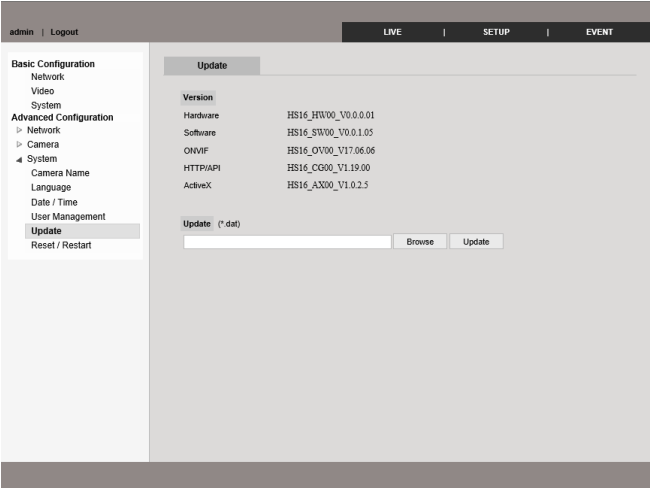 admin | Logout
LIVE | SETUP | EVENT
Basic Configuration
Network
Video
System
Advanced Configuration
Network
Camera
System
Camera Name
Language
Date / Time
User Management
Update
Reset / Restart
Update
Version
Hardware HS16_HW00_V0.0.0.01
Software HS16_SW00_V0.0.1.05
ONVIF HS16_OV00_V17.06.06
HTTP/API HS16_CG00_V1.19.00
ActiveX HS16_AX00_V1.0.2.5
Update (*.dat)
Browse Update